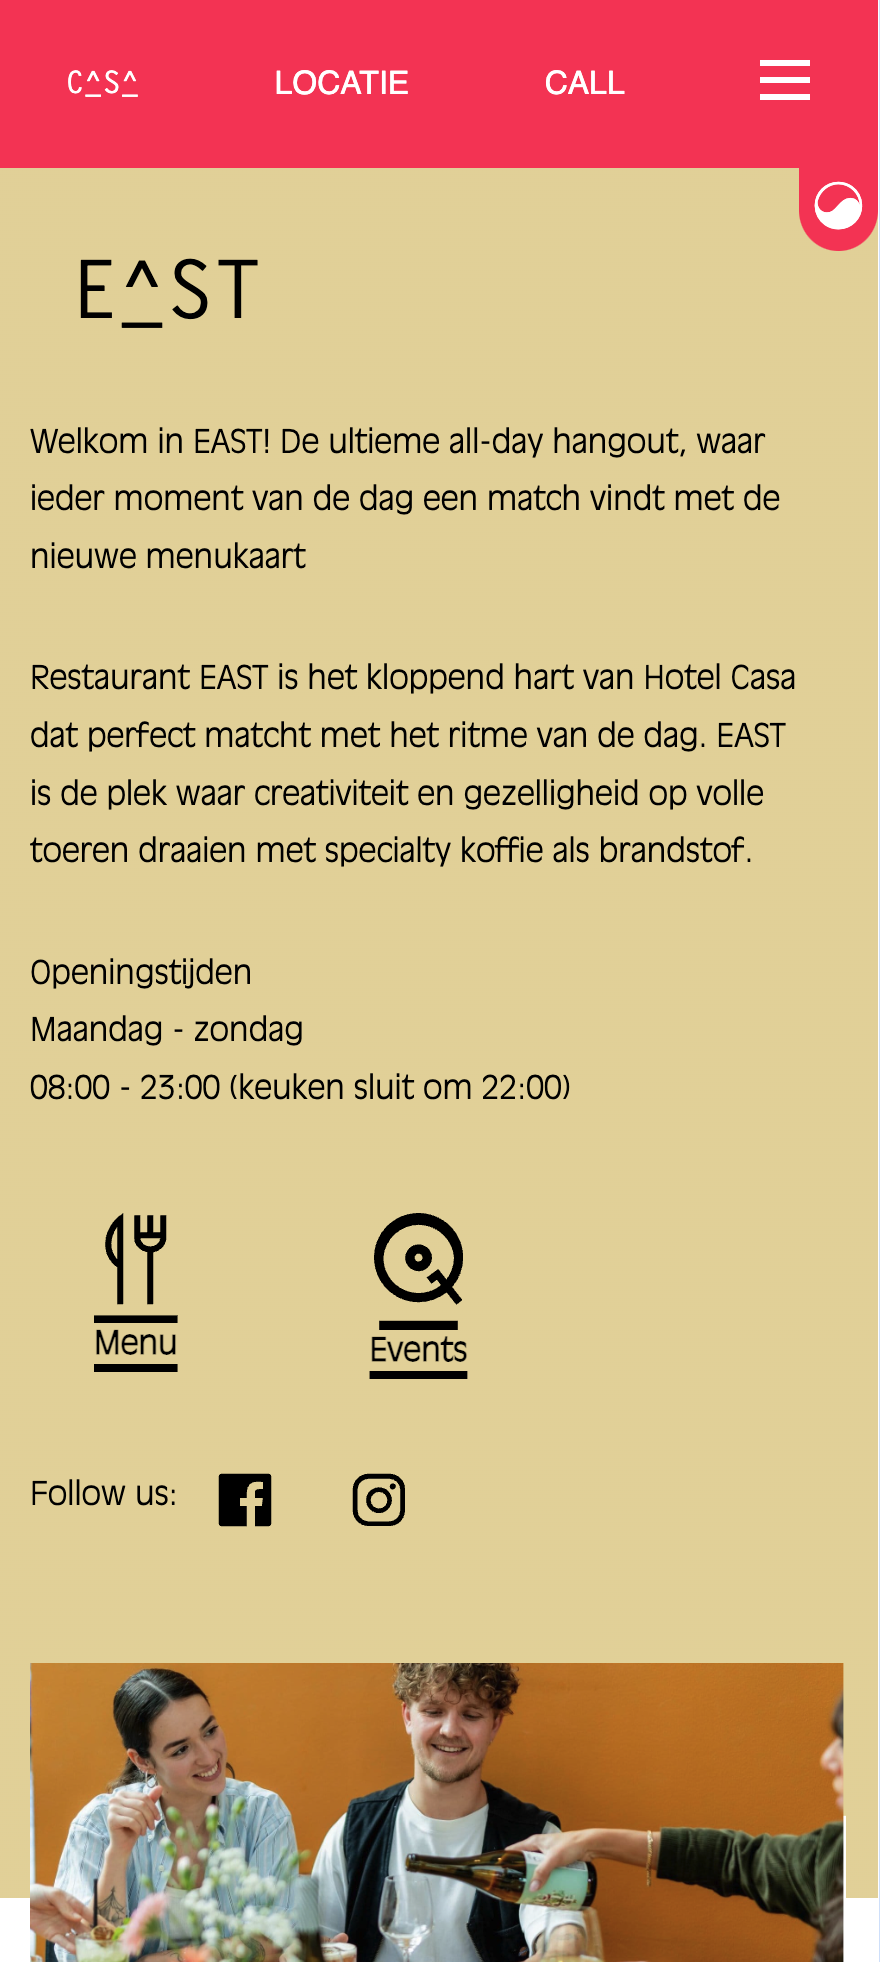 C^S^ LOCATIE CALL
E^ST
Welkom in EAST! De ultieme all-day hangout, waar
ieder moment van de dag een match vindt met de
nieuwe menukaart
Restaurant EAST is het kloppend hart van Hotel Casa
dat perfect matcht met het ritme van de dag. EAST
is de plek waar creativiteit en gezelligheid op volle
toeren draaien met specialty koffie als brandstof.
Openingstijden
Maandag - zondag
08:00 - 23:00 (keuken sluit om 22:00)
Menu Events
Follow us: